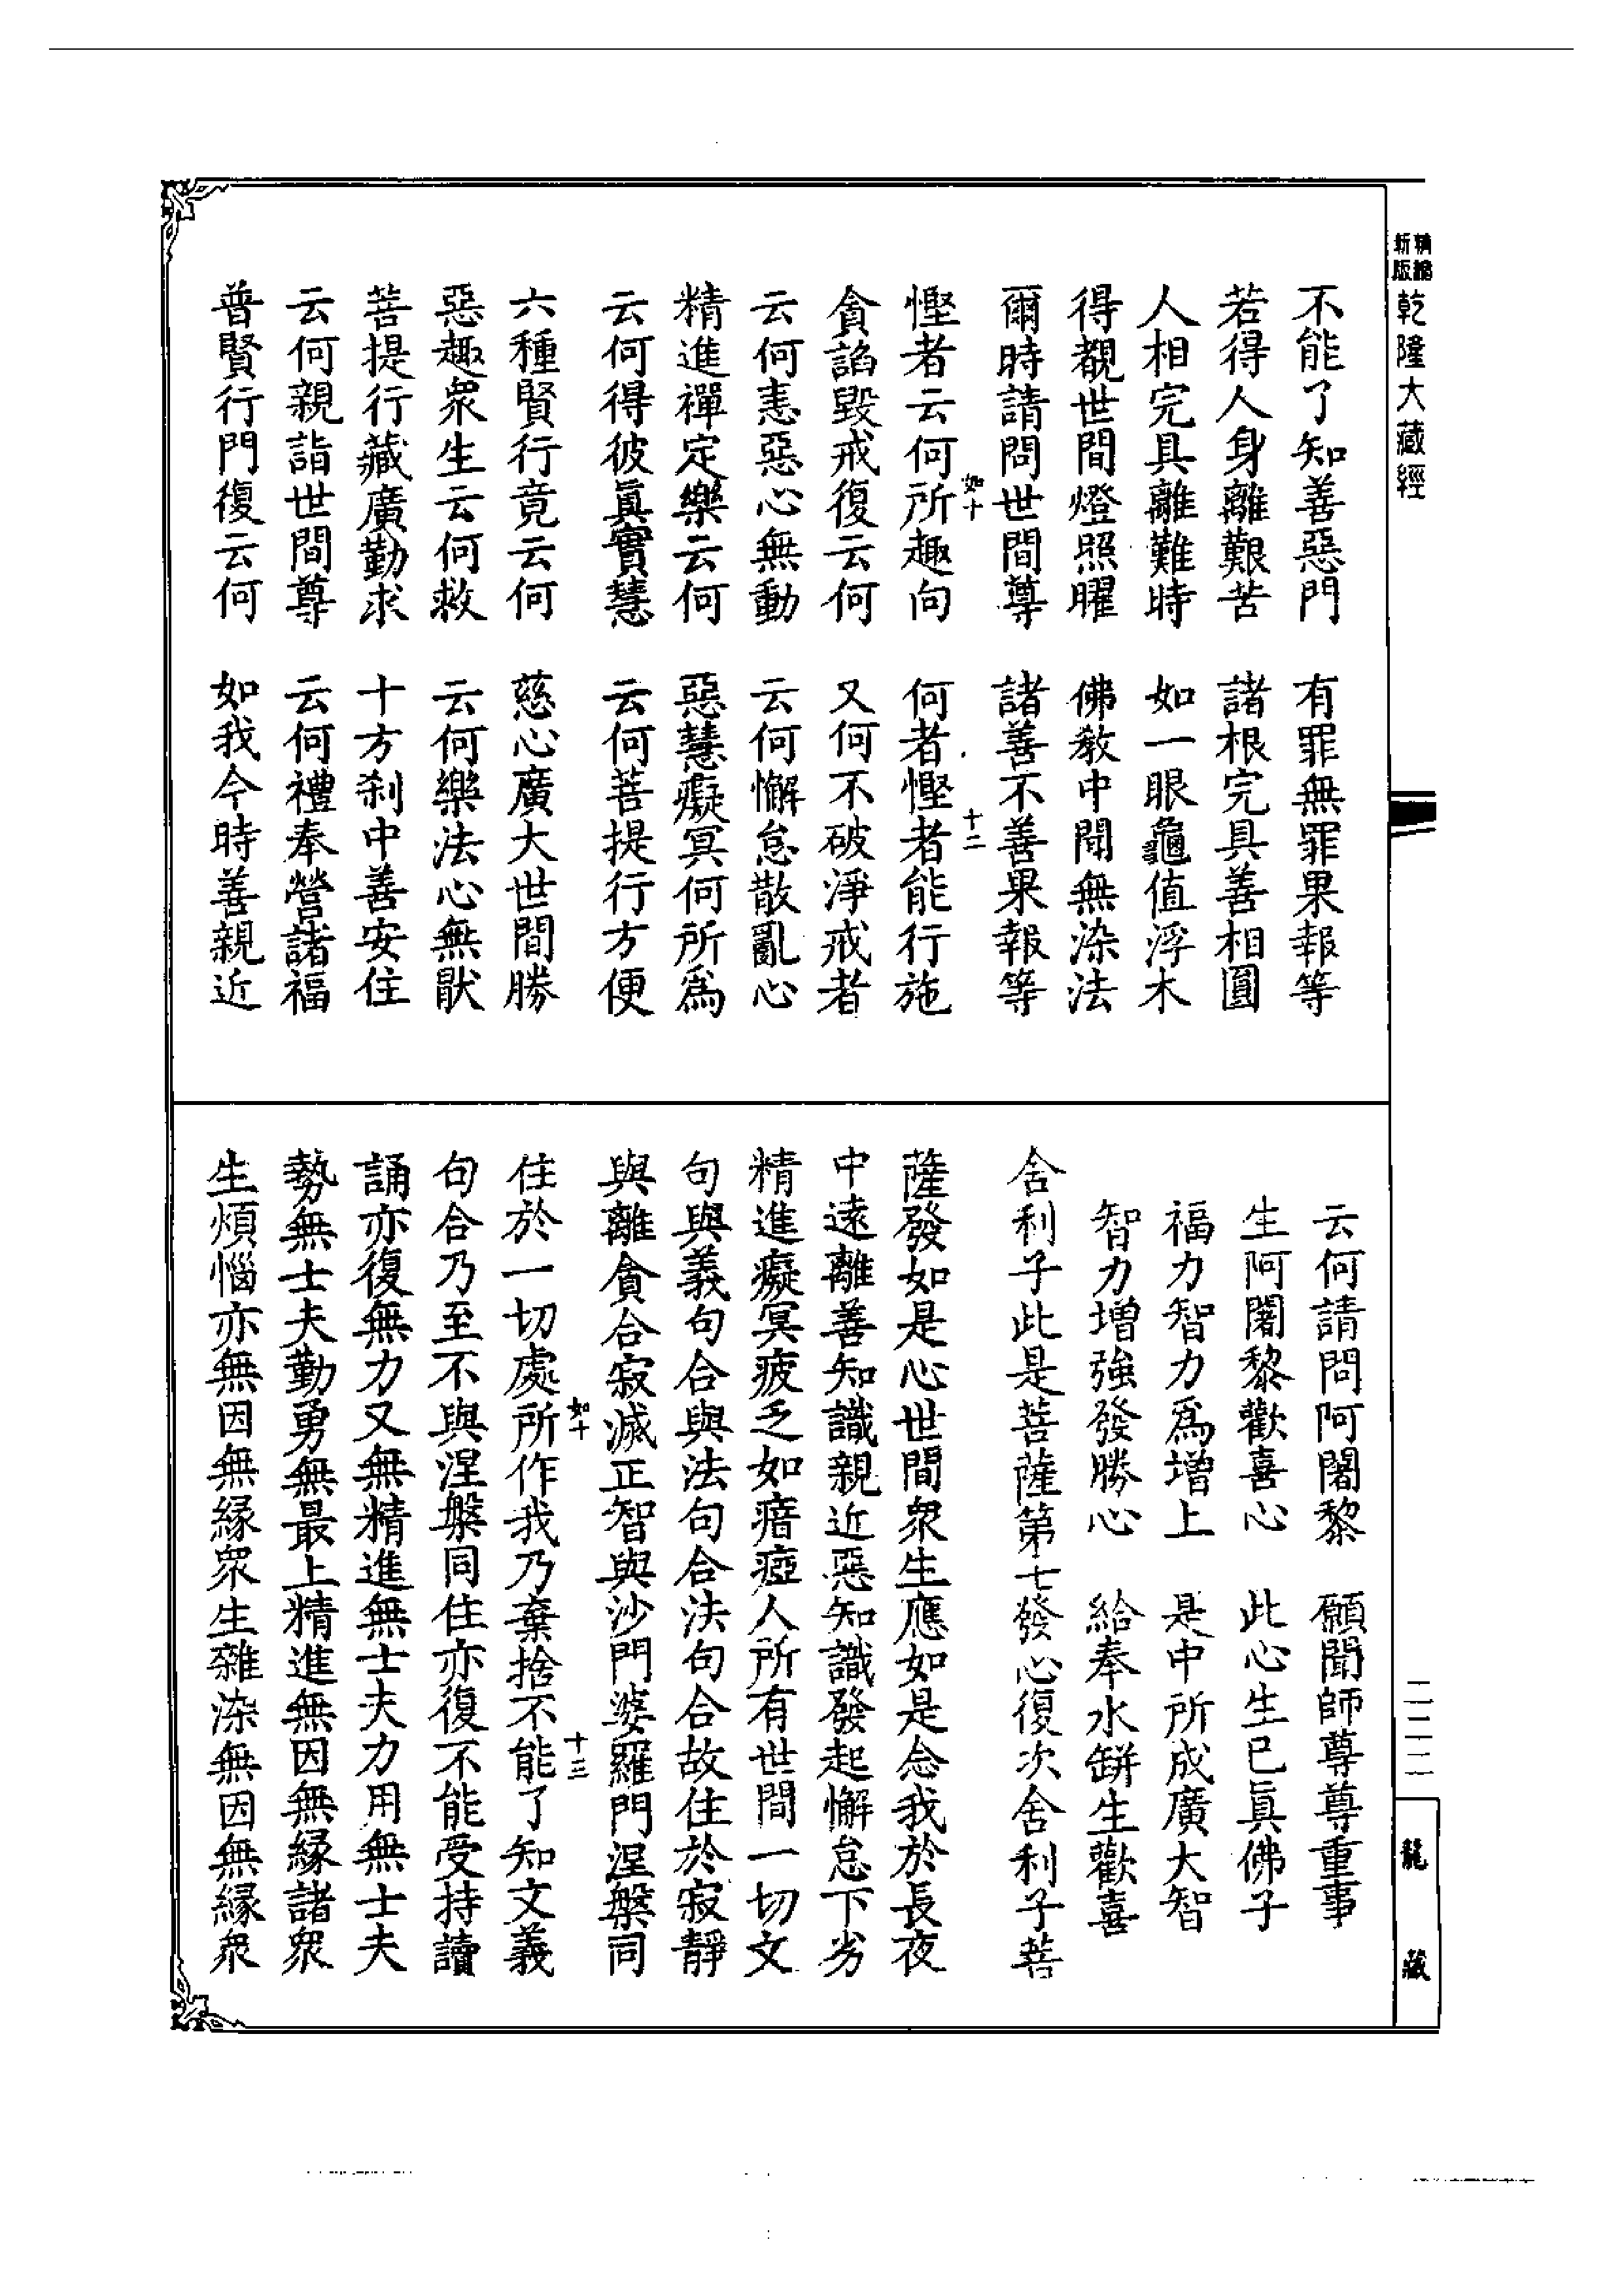 新版
精縮
乾隆大藏經
二二二
龍藏
不能了知善惡門　有罪無罪果報等
若得人身離艱苦　諸根完具善相圓
人相完具離難時　如一眼龜值浮木
得覩世間燈照曜　佛教中聞無染法
爾時請問世間尊　諸善不善果報等
如十　十二
慳者云何所趣向　何者慳者能行施
貪諂毀戒復云何　又何不破淨戒者
云何恚惡心無動　云何懈怠散亂心
精進禪定樂云何　惡慧癡冥何所為
云何得彼真實慧　云何菩提行方便
六種賢行竟云何　慈心廣大世間勝
惡趣衆生云何救　云何樂法心無猒
菩提行藏廣勤求　十方刹中善安住
云何親詣世間尊　云何禮奉營諸福
普賢行門復云何　如我今時善親近
云何請問阿闍黎　願聞師尊尊重事
生阿闍黎歡喜心　此心生已真佛子
福力智力為增上　是中所成廣大智
智力增強發勝心　給奉水缾生歡喜
舍利子此是菩薩第七發心復次舍利子菩
薩發如是心世間衆生應如是念我於長夜
中遠離善知識親近惡知識發起懈怠下劣
精進癡冥疲乏如瘖瘂人所有世間一切文
句與義句合與法句合法句合故住於寂靜
與離貪合寂滅正智與沙門婆羅門涅槃同
如十　十三
住於一切處所作我乃棄捨不能了知文義
句合乃至不與涅槃同住亦復不能受持讀
誦亦復無力又無精進無士夫力用無士夫
勢無士夫勤勇無最上精進無因無緣諸衆
生煩惱亦無因無緣衆生雜染無因無緣衆